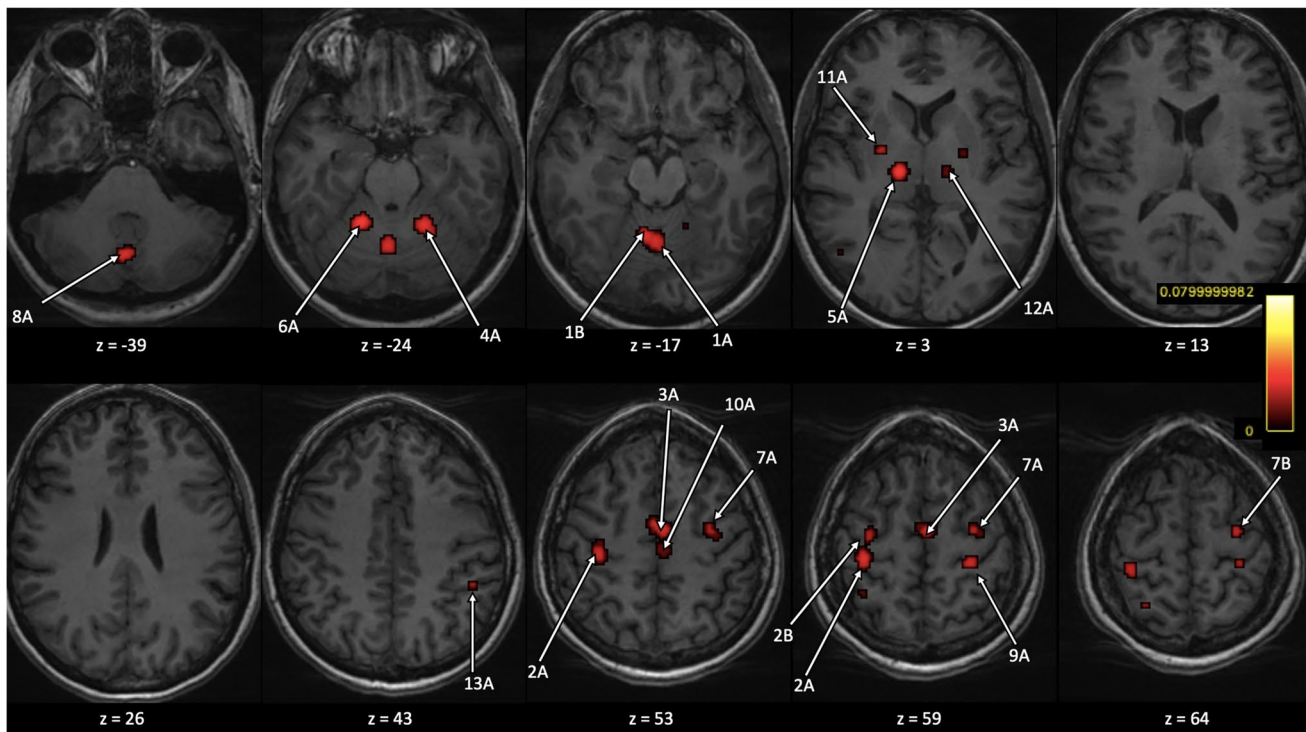 11A
8A
6A
4A
1B
1A
5A
12A
0.0799999982
z = -39
z = -24
z = -17
z = 3
z = 13
0
3A
10A
7A
3A
7A
7B
2A
13A
2B
2A
9A
z = 26
z = 43
z = 53
z = 59
z = 64